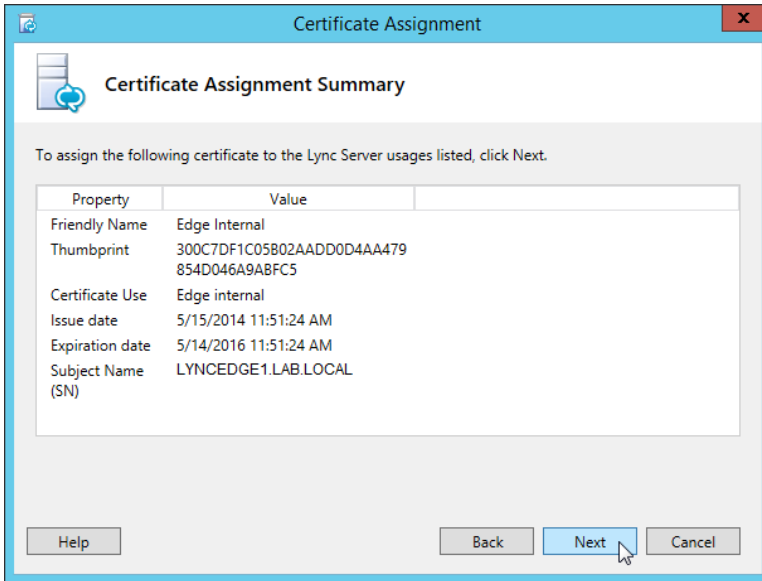 Certificate Assignment
x
Certificate Assignment Summary
To assign the following certificate to the Lync Server usages listed, click Next.
Property Value
Friendly Name Edge Internal
Thumbprint 300C7DF1C05B02AADD0D4AA479
854D046A9ABFC5
Certificate Use Edge internal
Issue date 5/15/2014 11:51:24 AM
Expiration date 5/14/2016 11:51:24 AM
Subject Name LYNCEDGE1.LAB.LOCAL
(SN)
Help Back Next Cancel